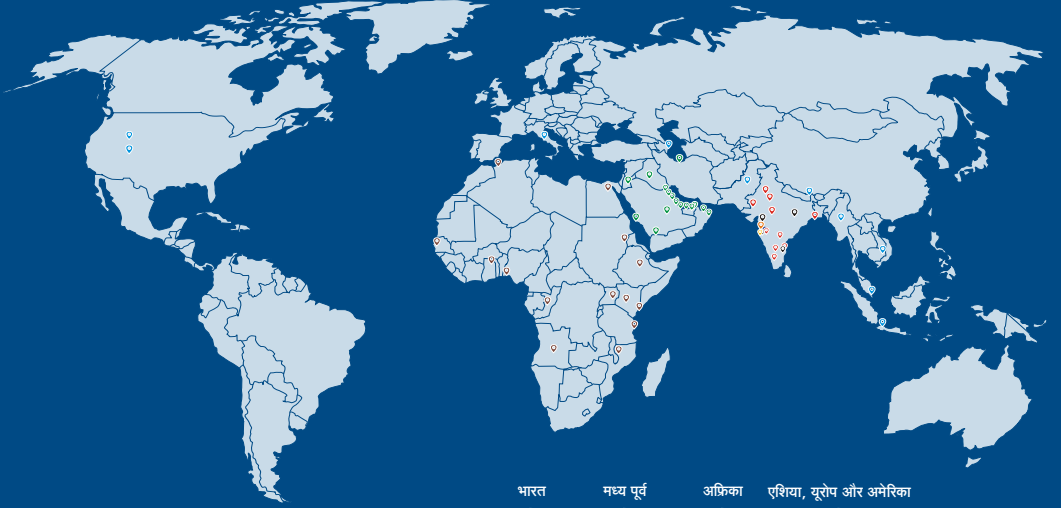 भारत मध्य पूर्व अफ्रिका एशिया, यूरोप और अमेरिका